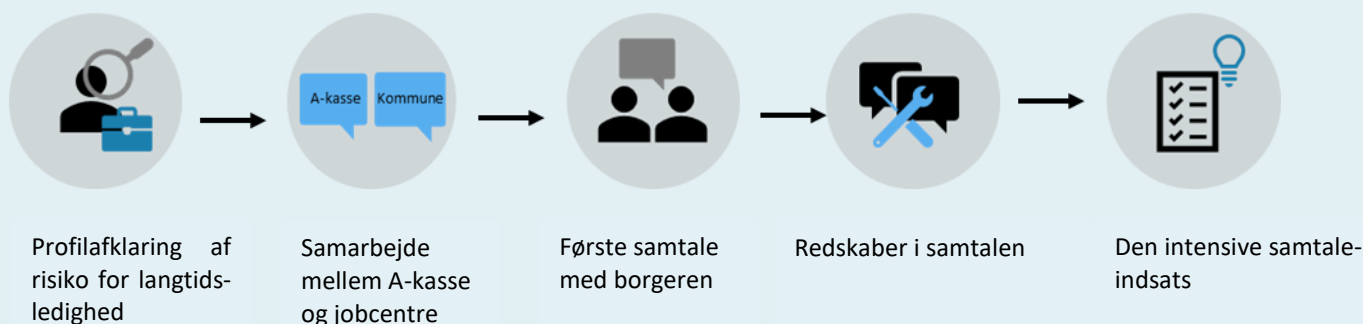 A-kasse
Kommune
Profilafklaring af
risiko for langtids-
ledighed
Samarbejde
mellem A-kasse
og jobcentre
Første samtale
med borgeren
Redskaber i samtalen
Den intensive samtale-
indsats